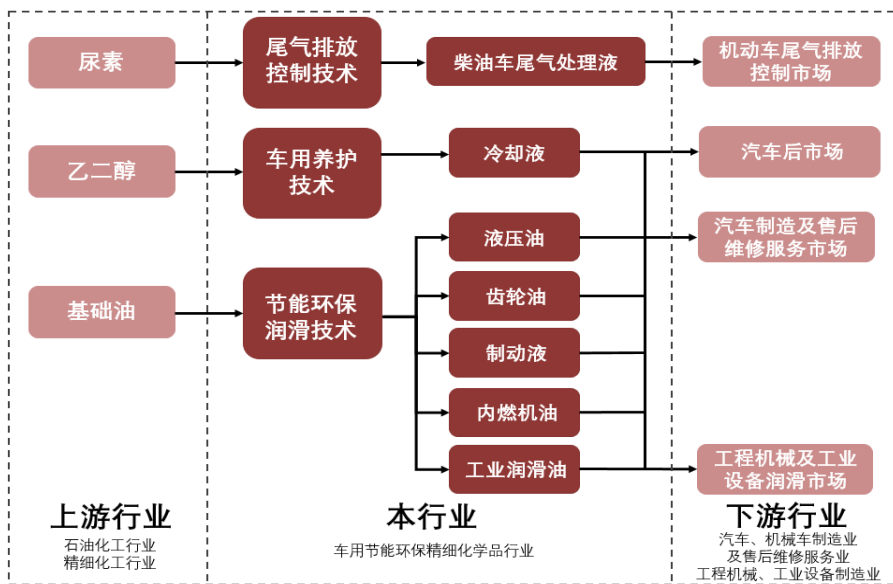 尿素
尾气排放
控制技术
柴油车尾气处理液
机动车尾气排放
控制市场
乙二醇
车用养护
技术
冷却液
汽车后市场
液压油
汽车制造及售后
维修服务市场
基础油
节能环保
润滑技术
齿轮油
制动液
内燃机油
工业润滑油
工程机械及工业
设备润滑市场
上游行业
石油化工行业
精细化工行业
本行业
车用节能环保精细化学品行业
下游行业
汽车、机械车制造业
及售后维修服务业
工程机械、工业设备制造业